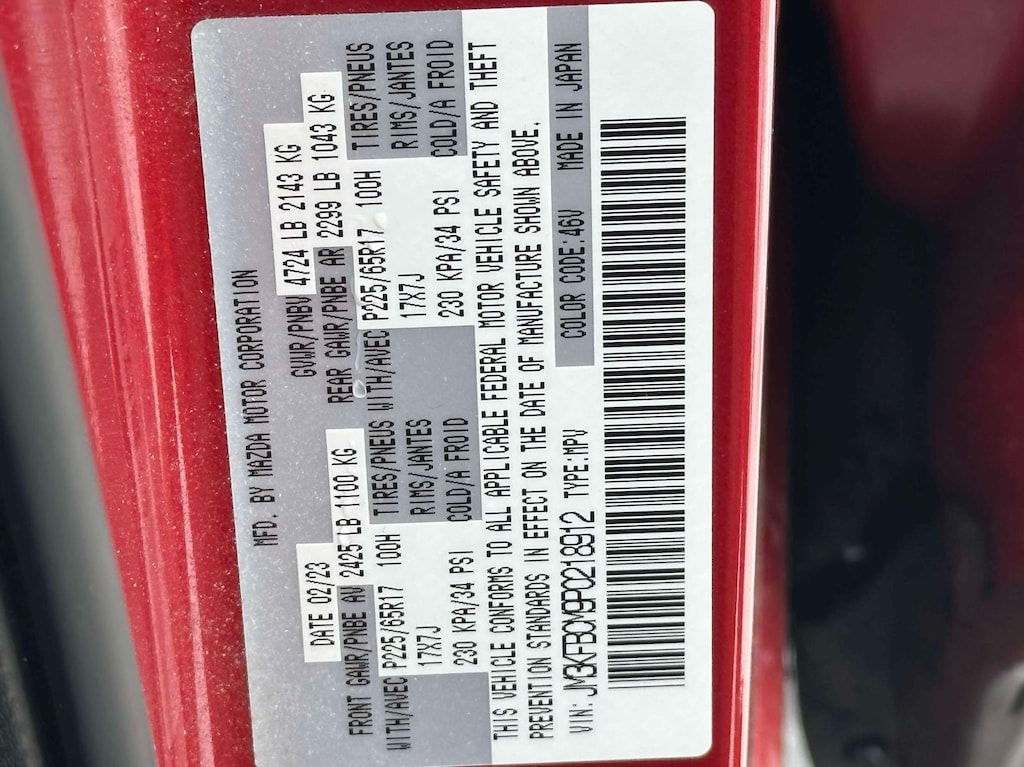 MFD. BY MAZDA MOTOR CORPORATION
DATE 02/23 GVWR/PNBV 4724 LB 2143 KG
FRONT GAWR/PNBE AV 2425 LB 1100 KG REAR GAWR/PNBE AR 2299 LB 1043 KG
WITH/AVEC P225/65R17 100H TIRES/PNEUS WITH/AVEC P225/65R17 100H TIRES/PNEUS
17X7J RIMS/JANTES 17X7J RIMS/JANTES
230 KPA/34 PSI COLD/A FROID 230 KPA/34 PSI COLD/A FROID
THIS VEHICLE CONFORMS TO ALL APPLICABLE FEDERAL MOTOR VEHICLE SAFETY AND THEFT
PREVENTION STANDARDS IN EFFECT ON THE DATE OF MANUFACTURE SHOWN ABOVE.
VIN: JM3KFBCM9P0218912 TYPE:MPV COLOR CODE:46V MADE IN JAPAN